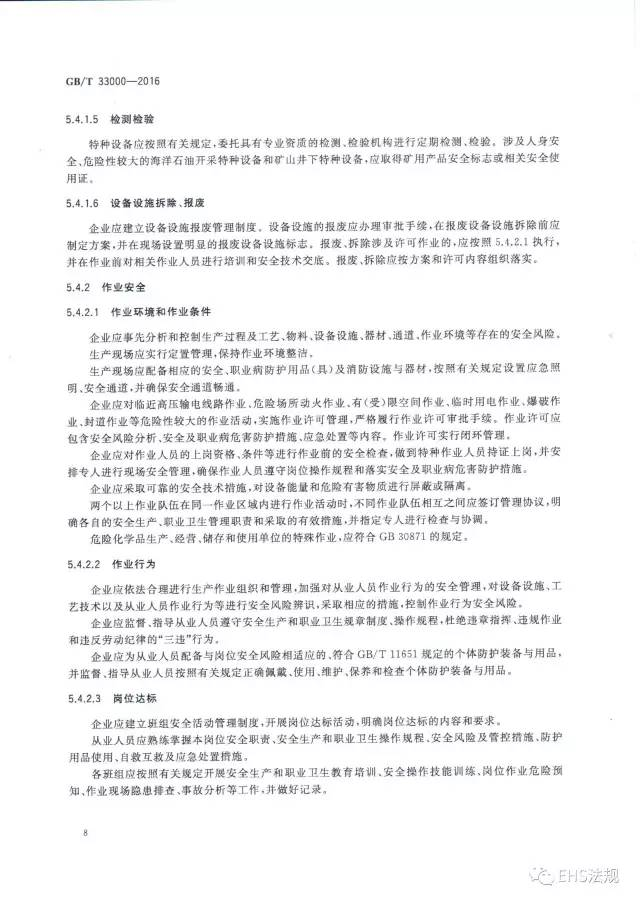 GB/T 33000—2016
5.4.1.5 检测检验
特种设备应按照有关规定,委托具有专业资质的检测、检验机构进行定期检测、检验。涉及人身安
全、危险性较大的海洋石油开采特种设备和矿山井下特种设备,应取得矿用产品安全标志或相关安全使
用证。
5.4.1.6 设备设施拆除、报废
企业应建立设备设施报废管理制度。设备设施的报废应办理审批手续,在报废设备设施拆除前应
制定方案,并在现场设置明显的报废设备设施标志。报废、拆除涉及许可作业的,应按照 5.4.2.1 执行,
并在作业前对相关作业人员进行培训和安全技术交底。报废、拆除应按方案和许可内容组织落实。
5.4.2 作业安全
5.4.2.1 作业环境和作业条件
企业应事先分析和控制生产过程及工艺、物料、设备设施、器材、通道、作业环境等存在的安全风险。
生产现场应实行定置管理,保持作业环境整洁。
生产现场应配备相应的安全、职业病防护用品(具)及消防设施与器材,按照有关规定设置应急照
明、安全通道,并确保安全通道畅通。
企业应对临近高压输电线路作业、危险场所动火作业、有(受)限空间作业、临时用电作业、爆破作
业、封道作业等危险性较大的作业活动,实施作业许可管理,严格履行作业许可审批手续。作业许可应
包含安全风险分析、安全及职业病危害防护措施、应急处置等内容。作业许可实行闭环管理。
企业应对作业人员的上岗资格、条件等进行作业前的安全检查,做到特种作业人员持证上岗,并安
排专人进行现场安全管理,确保作业人员遵守岗位操作规程和落实安全及职业病危害防护措施。
企业应采取可靠的安全技术措施,对设备能量和危险有害物质进行屏蔽或隔离。
两个以上作业队伍在同一作业区域内进行作业活动时,不同作业队伍相互之间应签订管理协议,明
确各自的安全生产、职业卫生管理职责和采取的有效措施,并指定专人进行检查与协调。
危险化学品生产、经营、储存和使用单位的特殊作业,应符合 GB 30871 的规定。
5.4.2.2 作业行为
企业应依法合理进行生产作业组织和管理,加强对从业人员作业行为的安全管理,对设备设施、工
艺技术以及从业人员作业行为等进行安全风险辨识,采取相应的措施,控制作业行为安全风险。
企业应监督、指导从业人员遵守安全生产和职业卫生规章制度、操作规程,杜绝违章指挥、违规作业
和违反劳动纪律的“三违”行为。
企业应为从业人员配备与岗位安全风险相适应的、符合 GB/T 11651 规定的个体防护装备与用品,
并监督、指导从业人员按照有关规定正确佩戴、使用、维护、保养和检查个体防护装备与用品。
5.4.2.3 岗位达标
企业应建立班组安全活动管理制度,开展岗位达标活动,明确岗位达标的内容和要求。
从业人员应熟练掌握本岗位安全职责、安全生产和职业卫生操作规程、安全风险及管控措施、防护
用品使用、自救互救及应急处置措施。
各班组应按照有关规定开展安全生产和职业卫生教育培训、安全操作技能训练、岗位作业危险预
知、作业现场隐患排查、事故分析等工作,并做好记录。
8
EHS法规